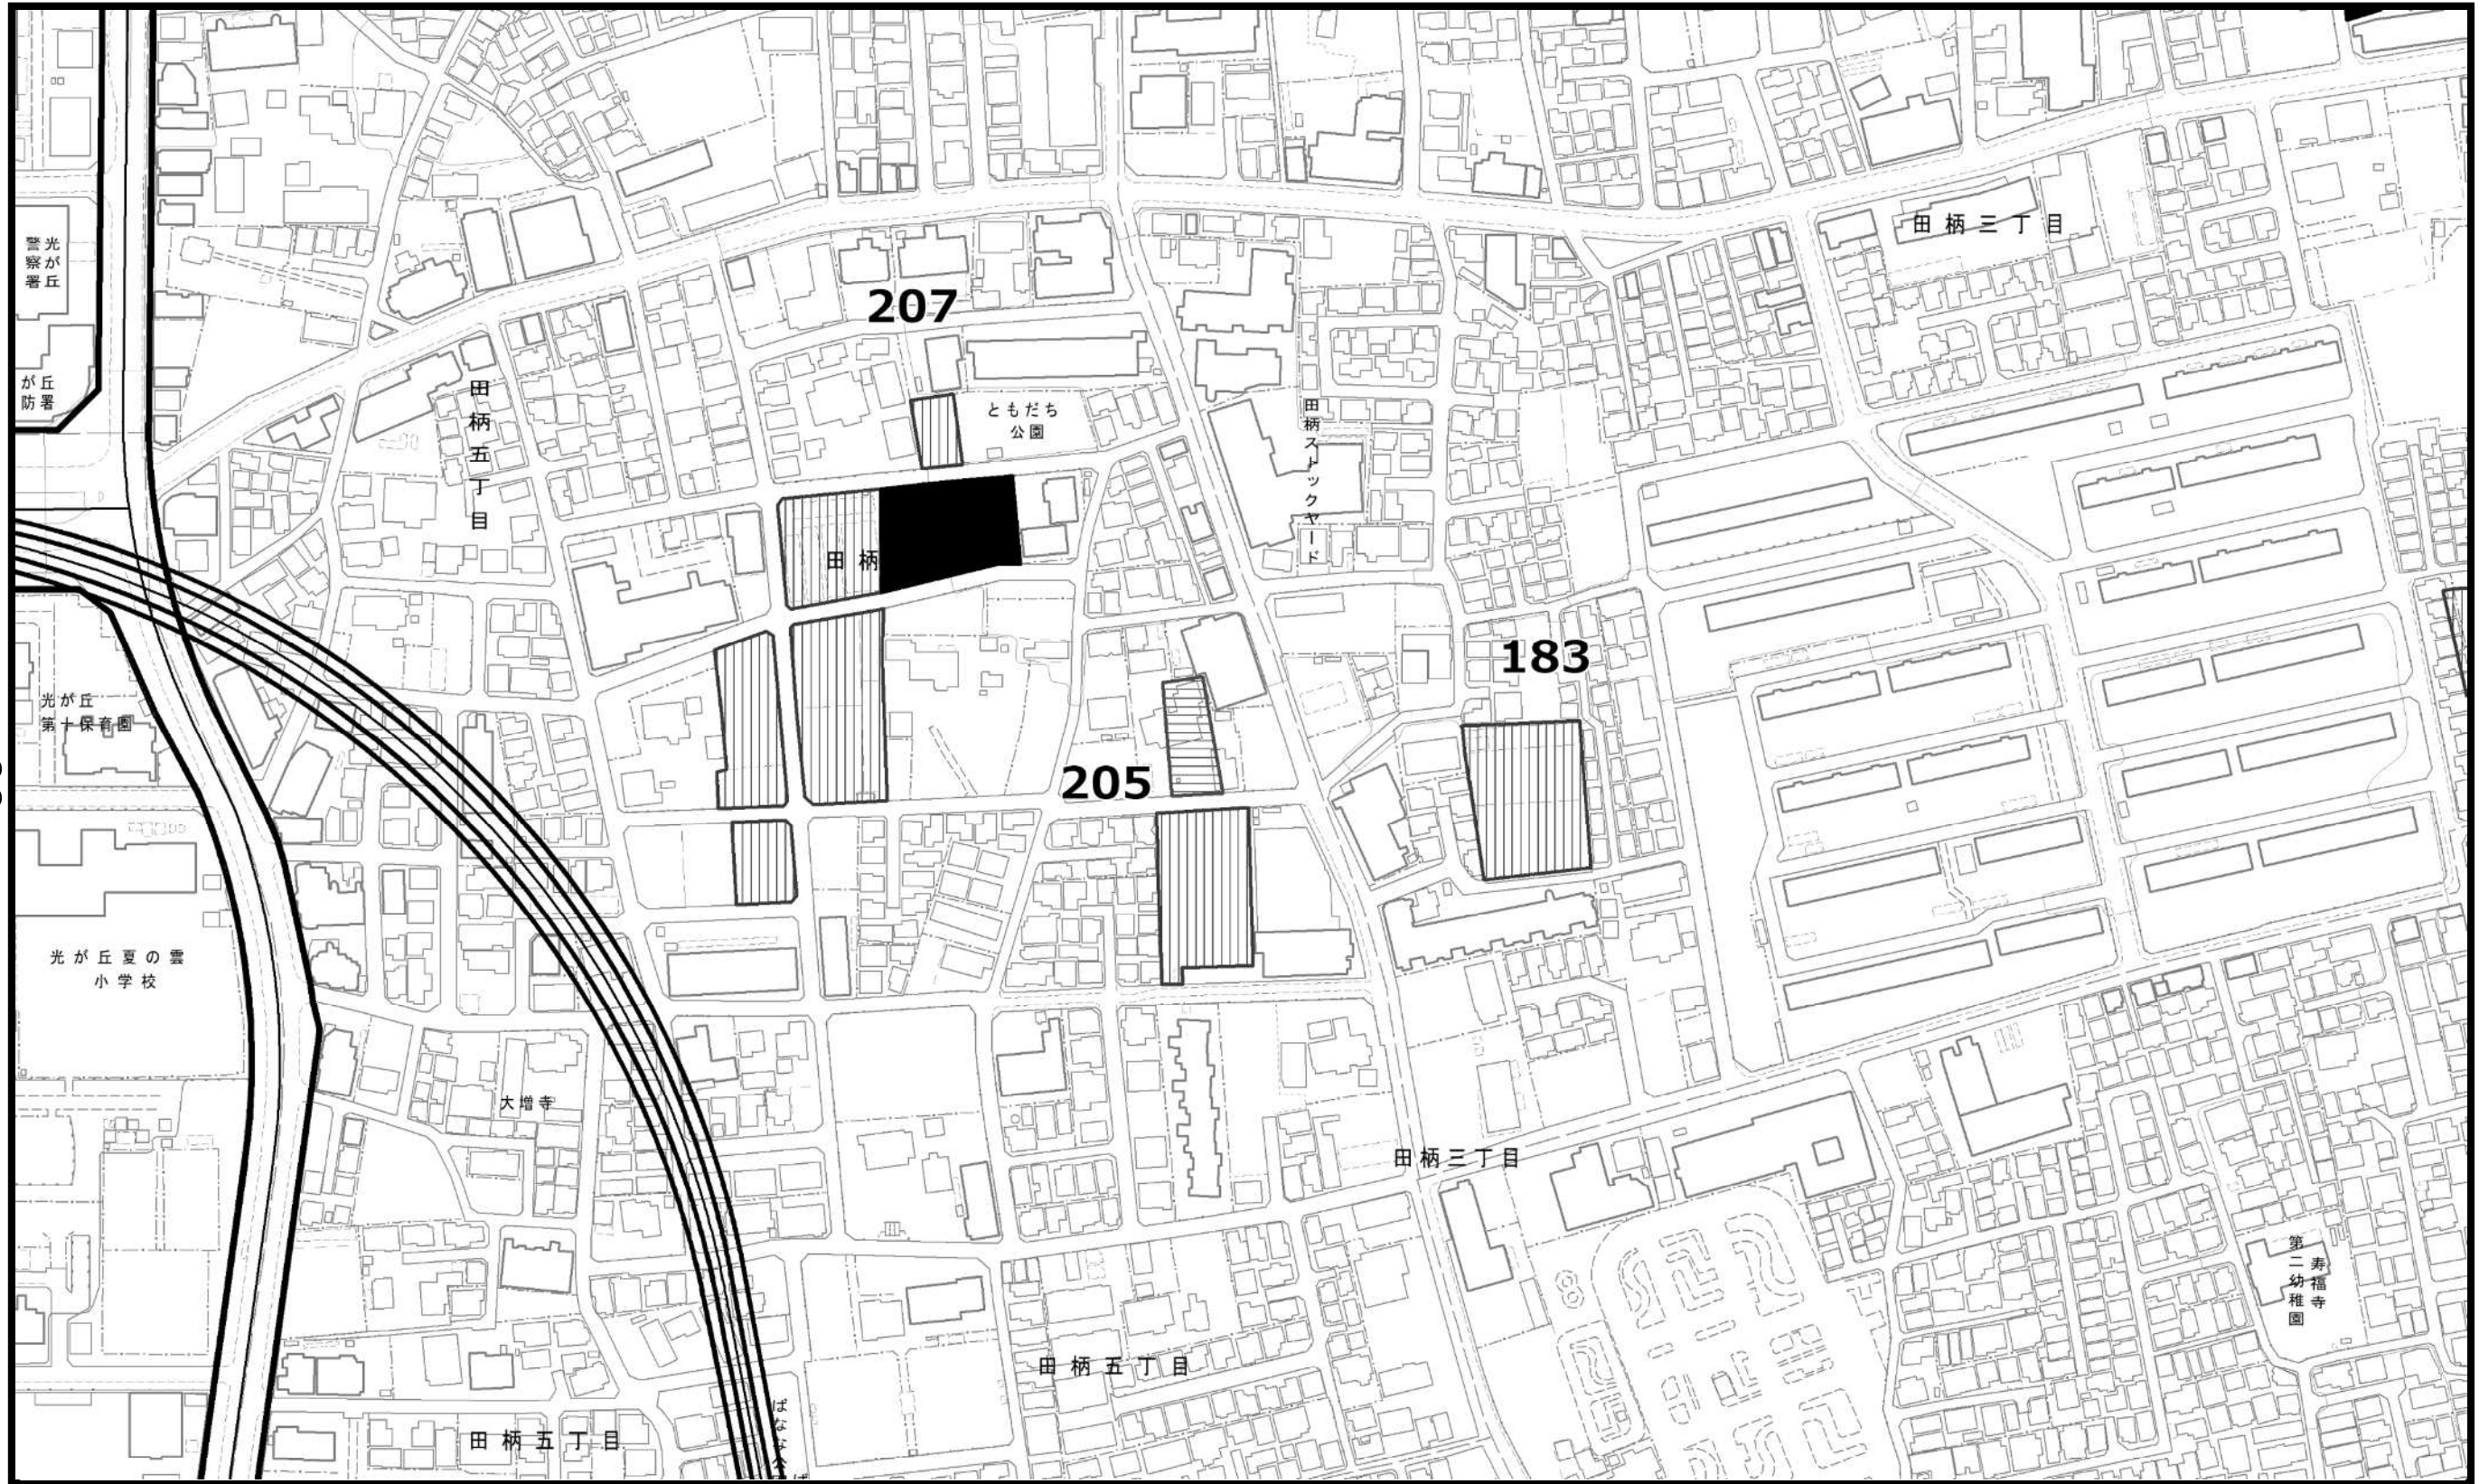 田柄三丁目
警察署
光が丘
207
が丘
防署
田柄五丁目
ともだち
公園
田柄ストックヤード
田柄
183
光が丘
第十保育園
205
光が丘夏の雲
小学校
大増寺
田柄三丁目
寿福寺
第二幼稚園
田柄五丁目
田柄五丁目
ばなな公